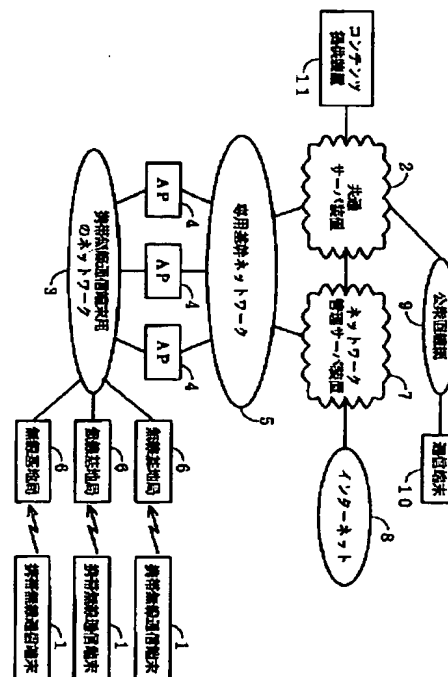 コンテンツ
提供装置
11
共通
サーバ装置
2
公衆回線網
9
通信端末
10
ネットワーク
管理サーバ装置
7
インターネット
8
専用基幹ネットワーク
5
AP
4
AP
4
AP
4
携帯無線通信端末用
のネットワーク
3
無線基地局
6
無線基地局
6
無線基地局
6
携帯無線通信端末
1
携帯無線通信端末
1
携帯無線通信端末
1